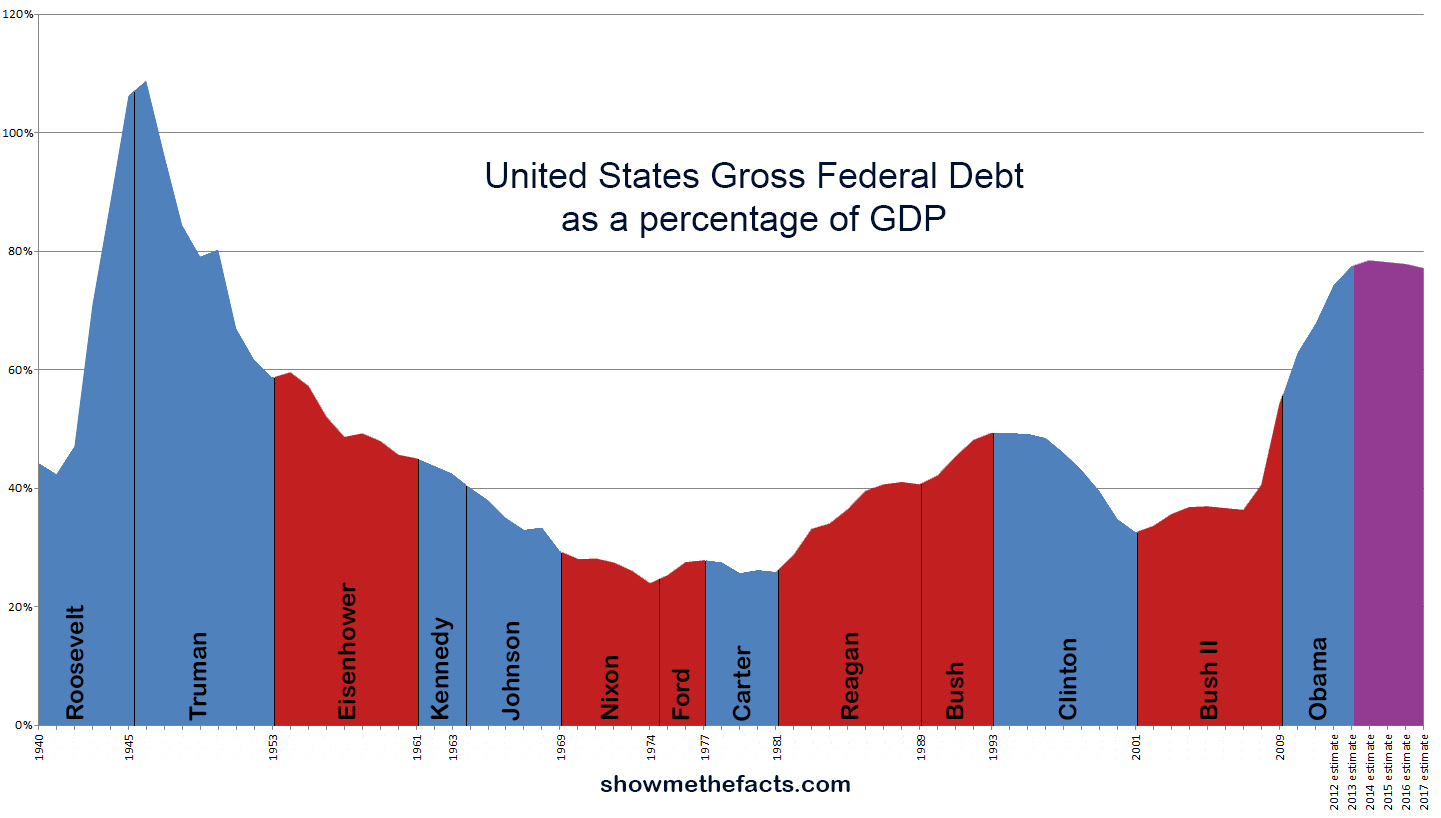 120%
100%
80%
60%
40%
20%
0%
United States Gross Federal Debt
as a percentage of GDP
Roosevelt
Truman
Eisenhower
Kennedy
Johnson
Nixon
Ford
Carter
Reagan
Bush
Clinton
Bush II
Obama
1940
1945
1953
1961
1963
1969
1974
1977
1981
1989
1993
2001
2009
2012 estimate
2013 estimate
2014 estimate
2015 estimate
2016 estimate
2017 estimate
showmethefacts.com